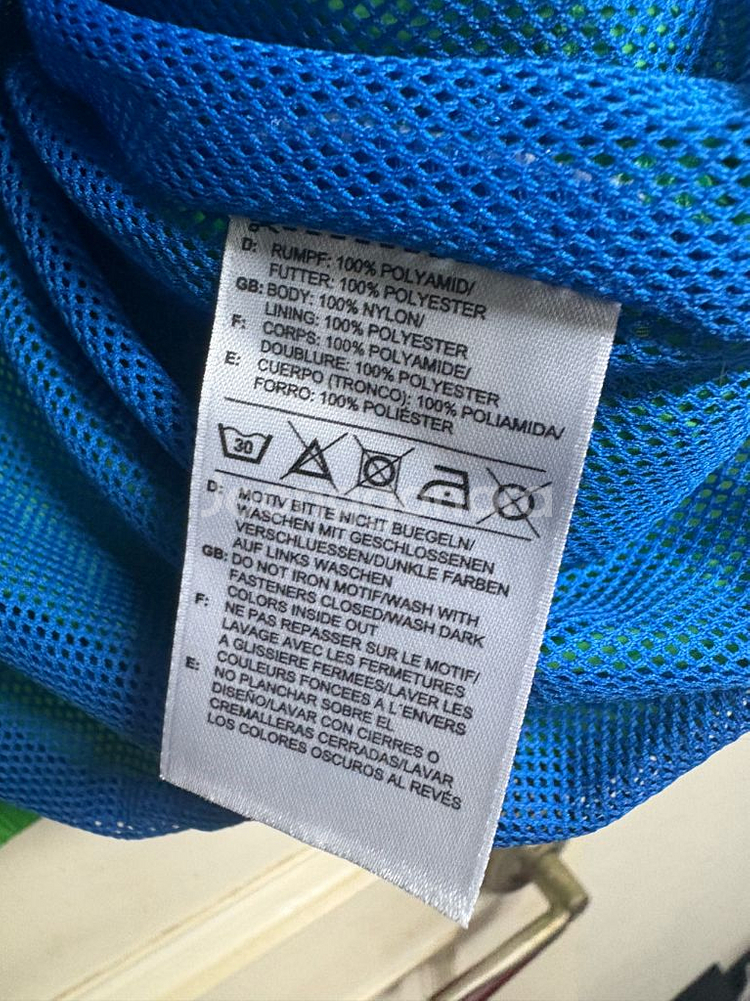 D: RUMPF: 100% POLYAMID/
FUTTER: 100% POLYESTER
GB: BODY: 100% NYLON/
LINING: 100% POLYESTER
F: CORPS: 100% POLYAMIDE/
DOUBLURE: 100% POLYESTER
E: CUERPO (TRONCO): 100% POLIAMIDA/
FORRO: 100% POLIÉSTER
30
D: MOTIV BITTE NICHT BUEGELN/
WASCHEN MIT GESCHLOSSENEN
VERSCHLUESSEN/DUNKLE FARBEN
AUF LINKS WASCHEN
GB: DO NOT IRON MOTIF/WASH WITH
FASTENERS CLOSED/WASH DARK
COLORS INSIDE OUT
F: NE PAS REPASSER SUR LE MOTIF/
LAVAGE AVEC LES FERMETURES
A GLISSIERE FERMEES/LAVER LES
COULEURS FONCEES A L'ENVERS
E: NO PLANCHAR SOBRE EL
DISEÑO/LAVAR CON CIERRES O
CREMALLERAS CERRADAS/LAVAR
LOS COLORES OSCUROS AL REVÉS